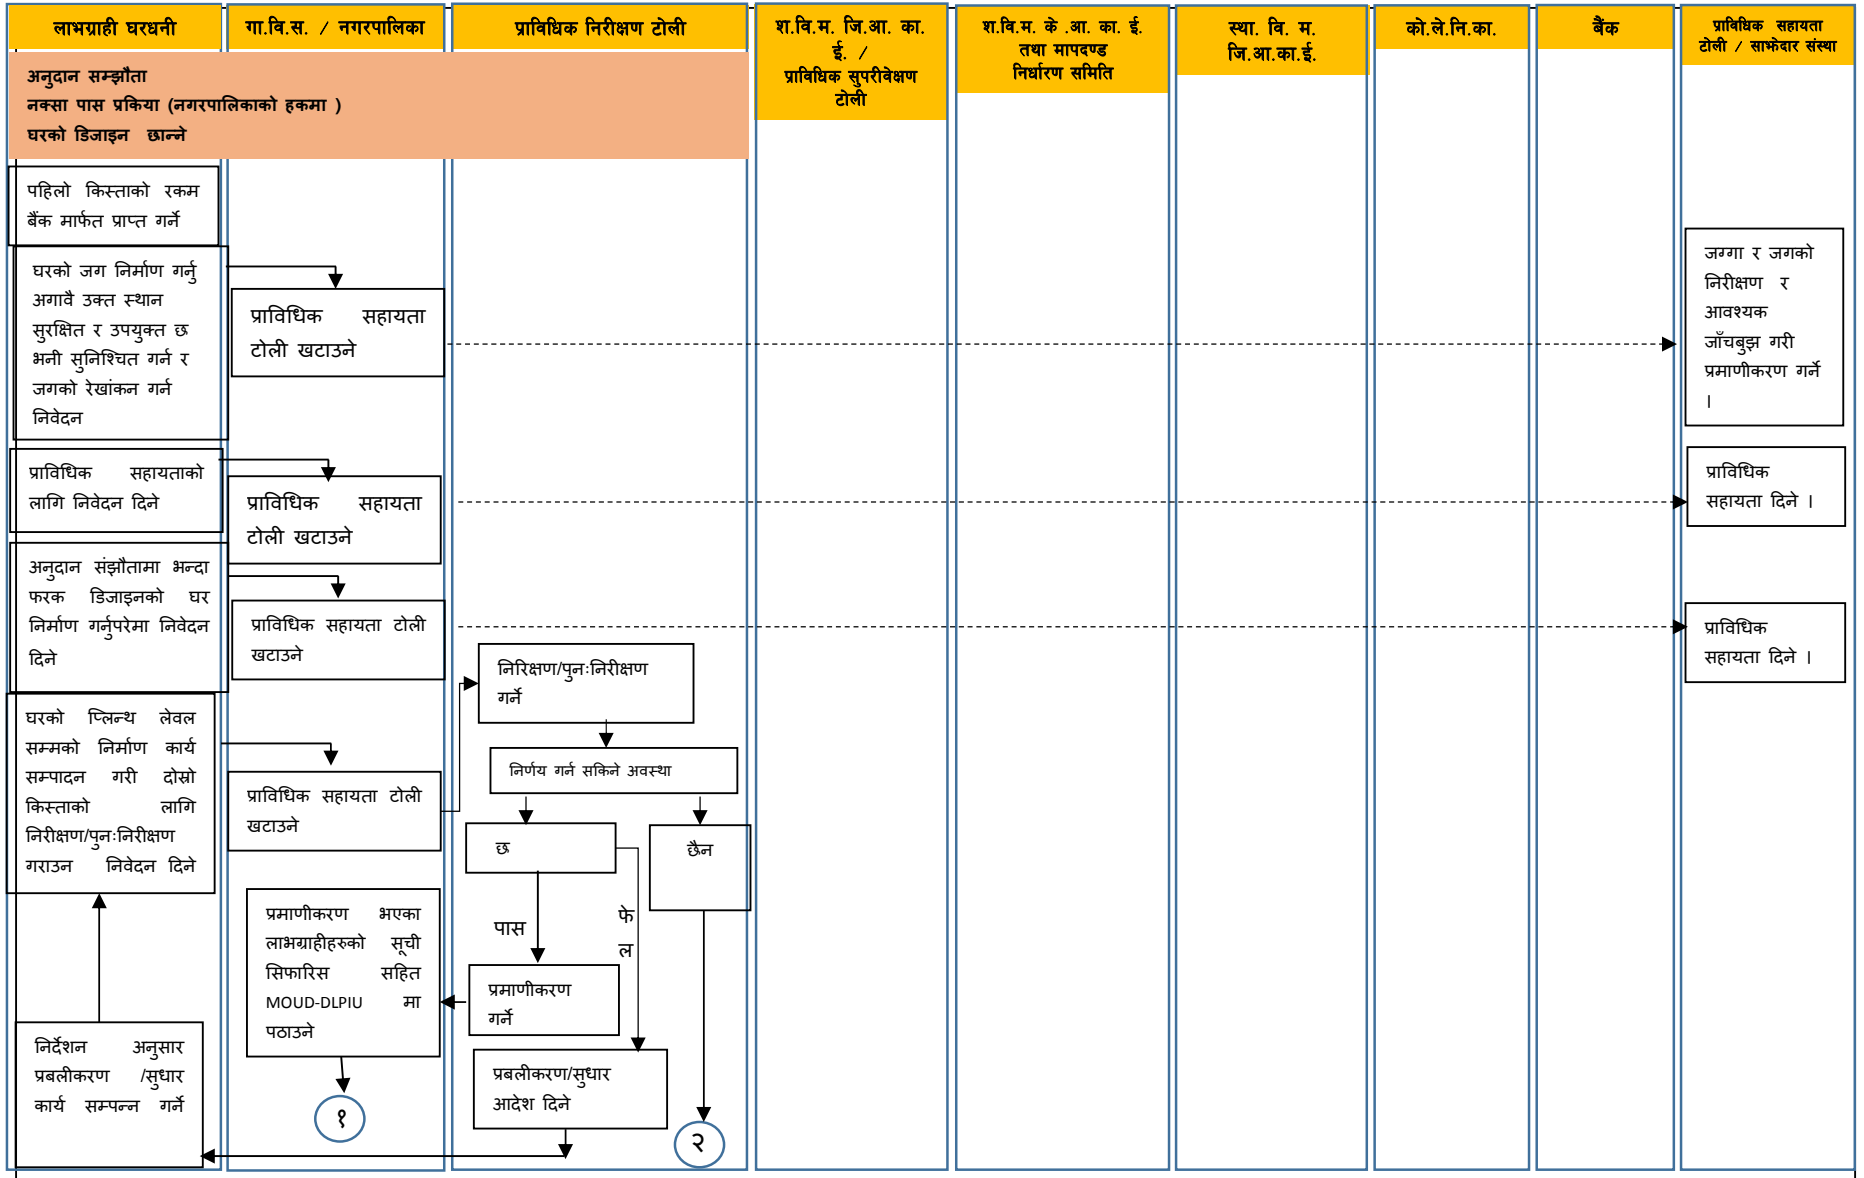 लाभग्राही घरधनी
गा.वि.स. / नगरपालिका
प्राविधिक निरीक्षण टोली
श.वि.म. जि.आ. का.
ई. /
प्राविधिक सुपरीवेक्षण
टोली
श.वि.म. के .आ. का. ई.
तथा मापदण्ड
निर्धारण समिति
स्था. वि. म.
जि.आ.का.ई.
को.ले.नि.का.
बैंक
प्राविधिक सहायता
टोली / साझेदार संस्था
अनुदान सम्झौता
नक्सा पास प्रकिया (नगरपालिकाको हकमा )
घरको डिजाइन छान्ने
पहिलो किस्ताको रकम
बैंक मार्फत प्राप्त गर्ने
घरको जग निर्माण गर्नु
अगावै उक्त स्थान
सुरक्षित र उपयुक्त छ
भनी सुनिश्चित गर्न र
जगको रेखांकन गर्न
निवेदन
प्राविधिक सहायता
टोली खटाउने
जग्गा र जगको
निरीक्षण र
आवश्यक
जाँचबुझ गरी
प्रमाणीकरण गर्ने
।
प्राविधिक सहायताको
लागि निवेदन दिने
प्राविधिक सहायता
टोली खटाउने
प्राविधिक
सहायता दिने ।
अनुदान संझौतामा भन्दा
फरक डिजाइनको घर
निर्माण गर्नुपरेमा निवेदन
दिने
प्राविधिक सहायता टोली
खटाउने
प्राविधिक
सहायता दिने ।
घरको प्लिन्थ लेवल
सम्मको निर्माण कार्य
सम्पादन गरी दोस्रो
किस्ताको लागि
निरीक्षण/पुनःनिरीक्षण
गराउन निवेदन दिने
प्राविधिक सहायता टोली
खटाउने
निरिक्षण/पुनःनिरीक्षण
गर्ने
निर्णय गर्न सकिने अवस्था
छ
छैन
पास
फे
ल
प्रमाणीकरण
गर्ने
प्रमाणीकरण भएका
लाभग्राहीहरुको सूची
सिफारिस सहित
MOUD-DLPIU मा
पठाउने
प्रबलीकरण/सुधार
आदेश दिने
निर्देशन अनुसार
प्रबलीकरण /सुधार
कार्य सम्पन्न गर्ने
१
२